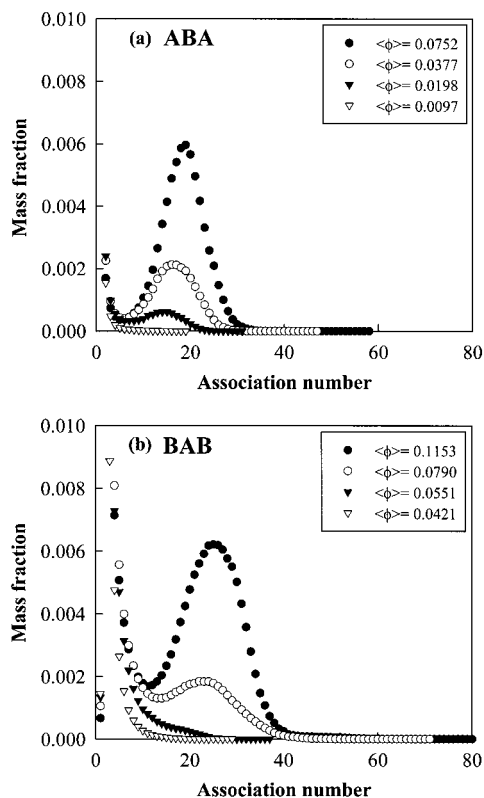 (a) ABA
<ϕ>= 0.0752
<ϕ>= 0.0377
<ϕ>= 0.0198
<ϕ>= 0.0097
0.010
0.008
0.006
0.004
0.002
0.000
Mass fraction
0 20 40 60 80
Association number
(b) BAB
<ϕ>= 0.1153
<ϕ>= 0.0790
<ϕ>= 0.0551
<ϕ>= 0.0421
0.010
0.008
0.006
0.004
0.002
0.000
Mass fraction
0 20 40 60 80
Association number